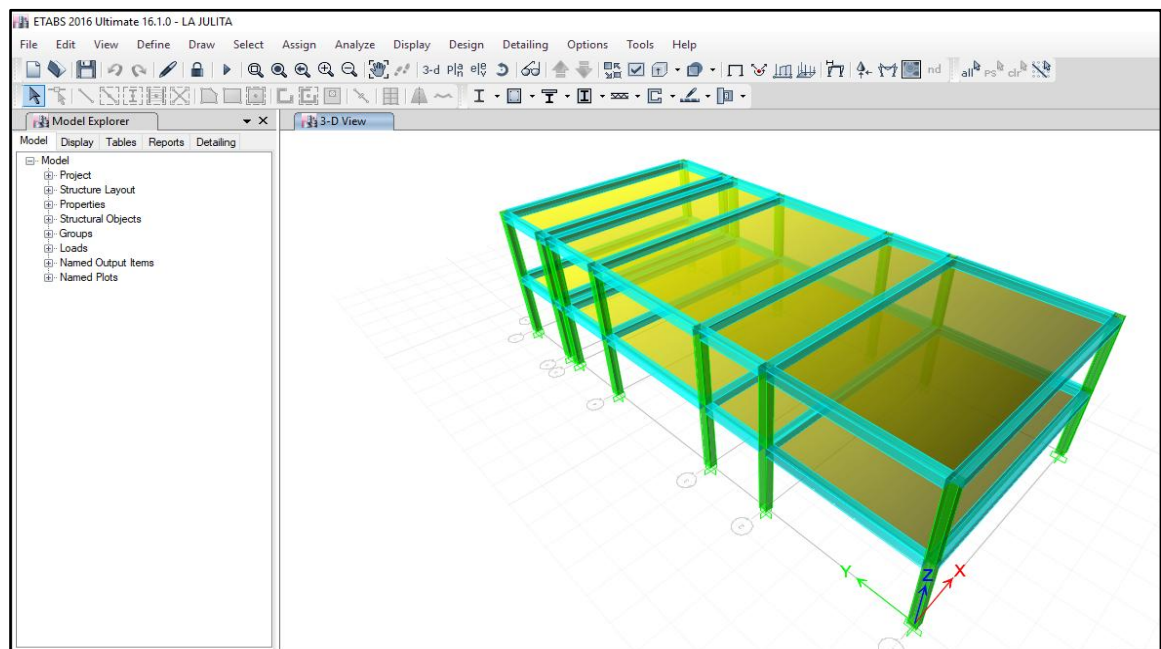 ETABS 2016 Ultimate 16.1.0 - LA JULITA
File Edit View Define Draw Select Assign Analyze Display Design Detailing Options Tools Help
3-d nd all
Model Explorer
3-D View
Model Display Tables Reports Detailing
Model
Project
Structure Layout
Properties
Structural Objects
Groups
Loads
Named Output Items
Named Plots
Y Z X